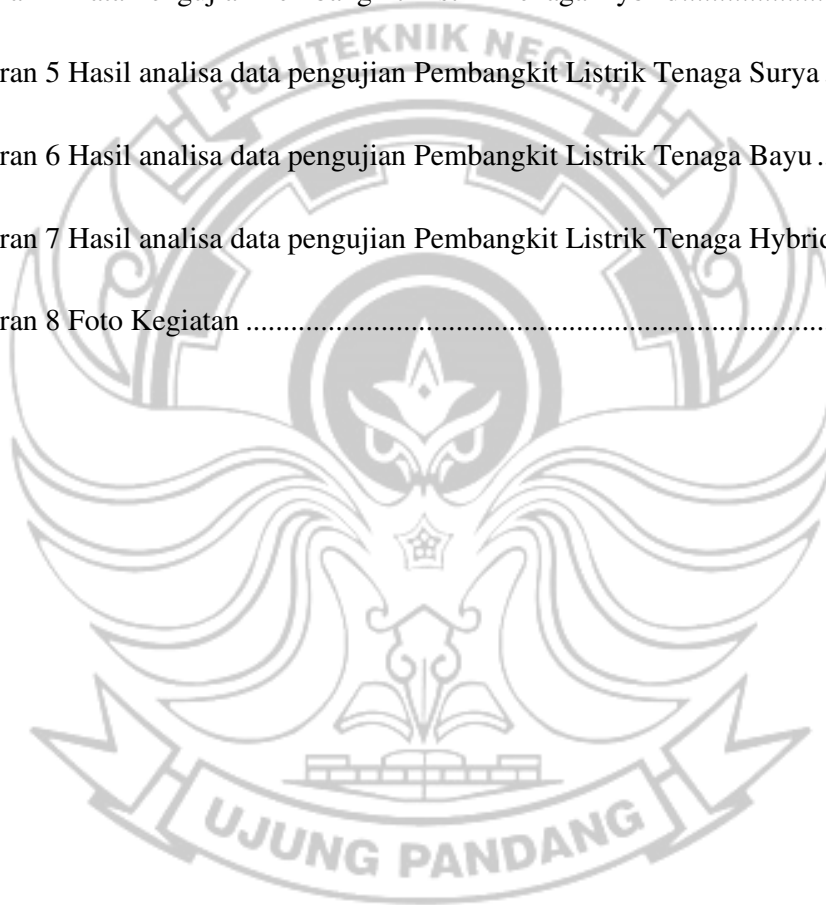 ran 5 Hasil analisa data pengujian Pembangkit Listrik Tenaga Surya
ran 6 Hasil analisa data pengujian Pembangkit Listrik Tenaga Bayu .
ran 7 Hasil analisa data pengujian Pembangkit Listrik Tenaga Hybrid
ran 8 Foto Kegiatan ................................................................................
POLITEKNIK NEGERI
UJUNG PANDANG